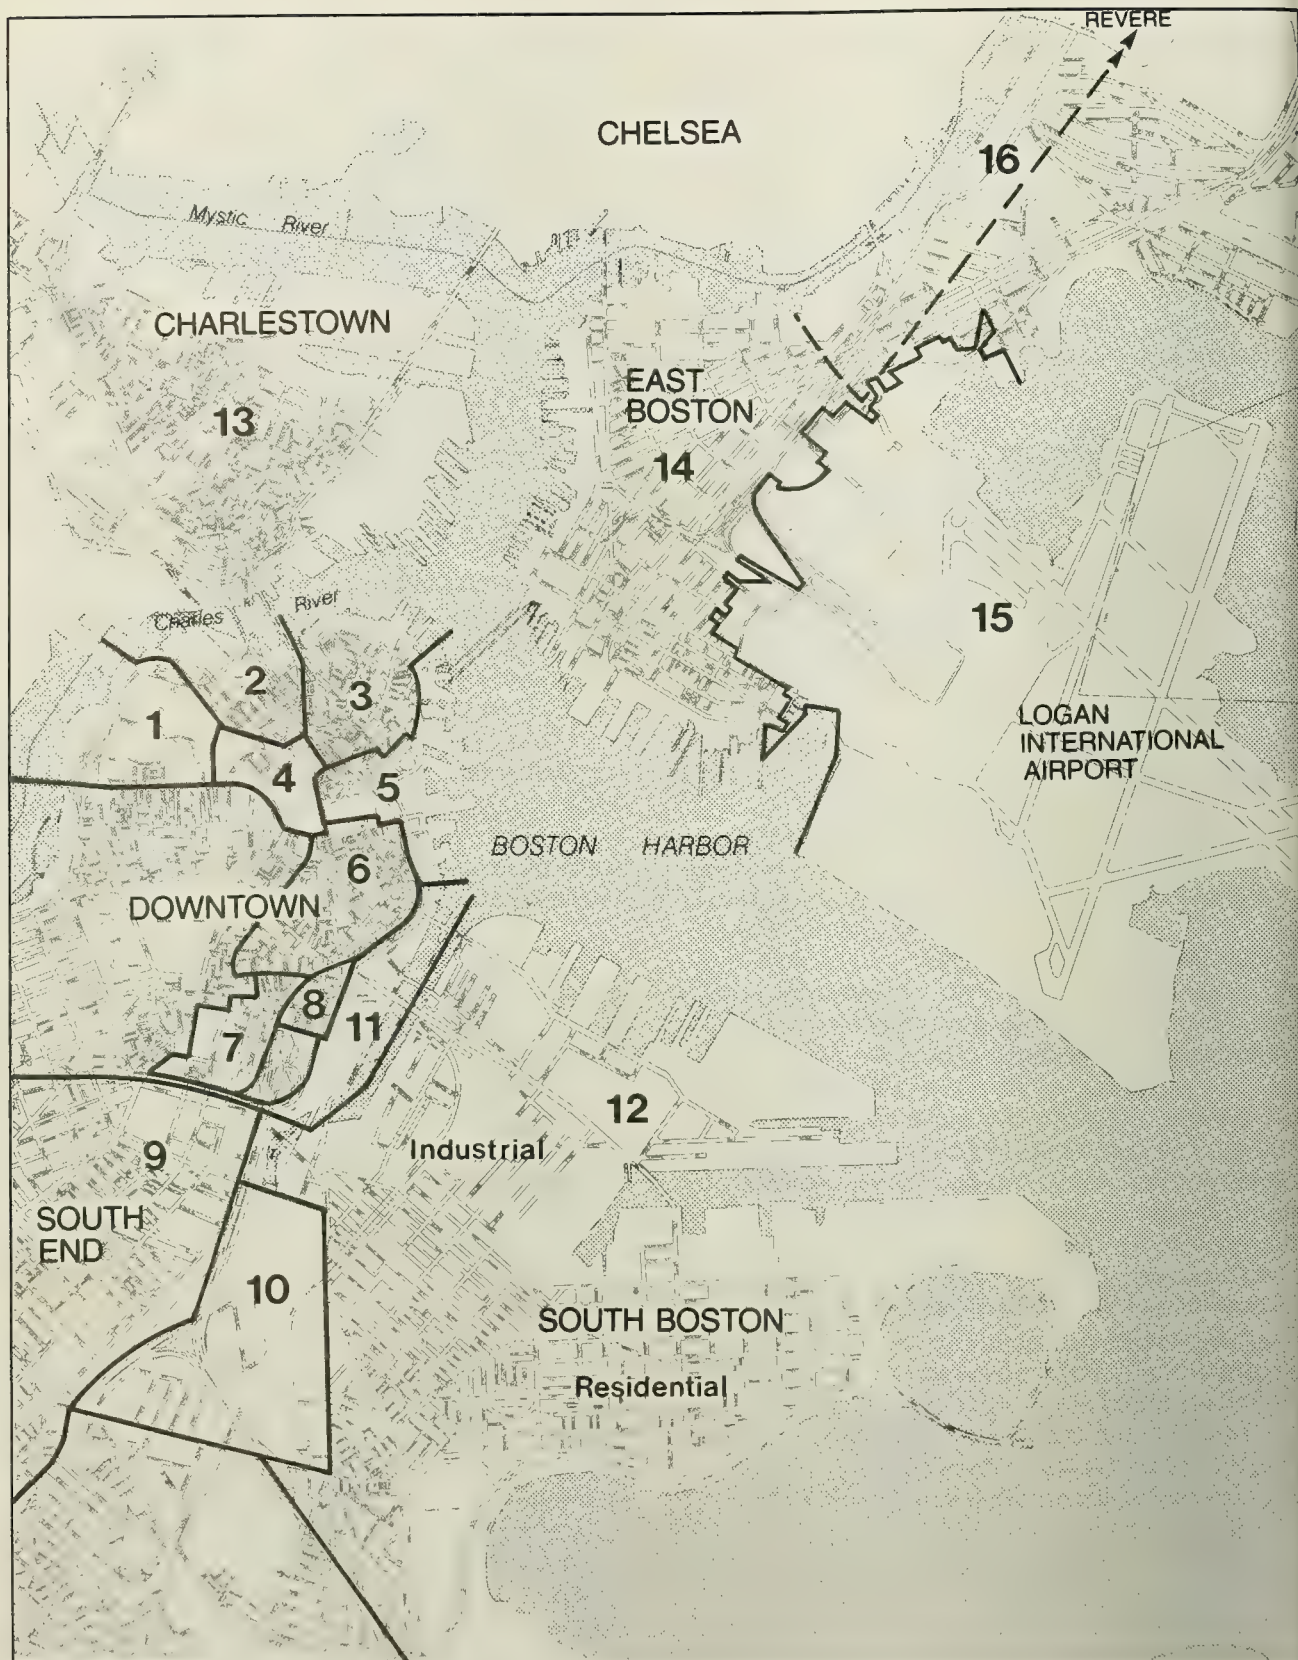 REVERE
CHELSEA
16
Mystic River
CHARLESTOWN
EAST
BOSTON
13
14
15
Charles River
2
3
1
LOGAN
INTERNATIONAL
AIRPORT
4
5
BOSTON HARBOR
6
DOWNTOWN
8
11
7
12
Industrial
9
SOUTH
END
10
SOUTH BOSTON
Residential